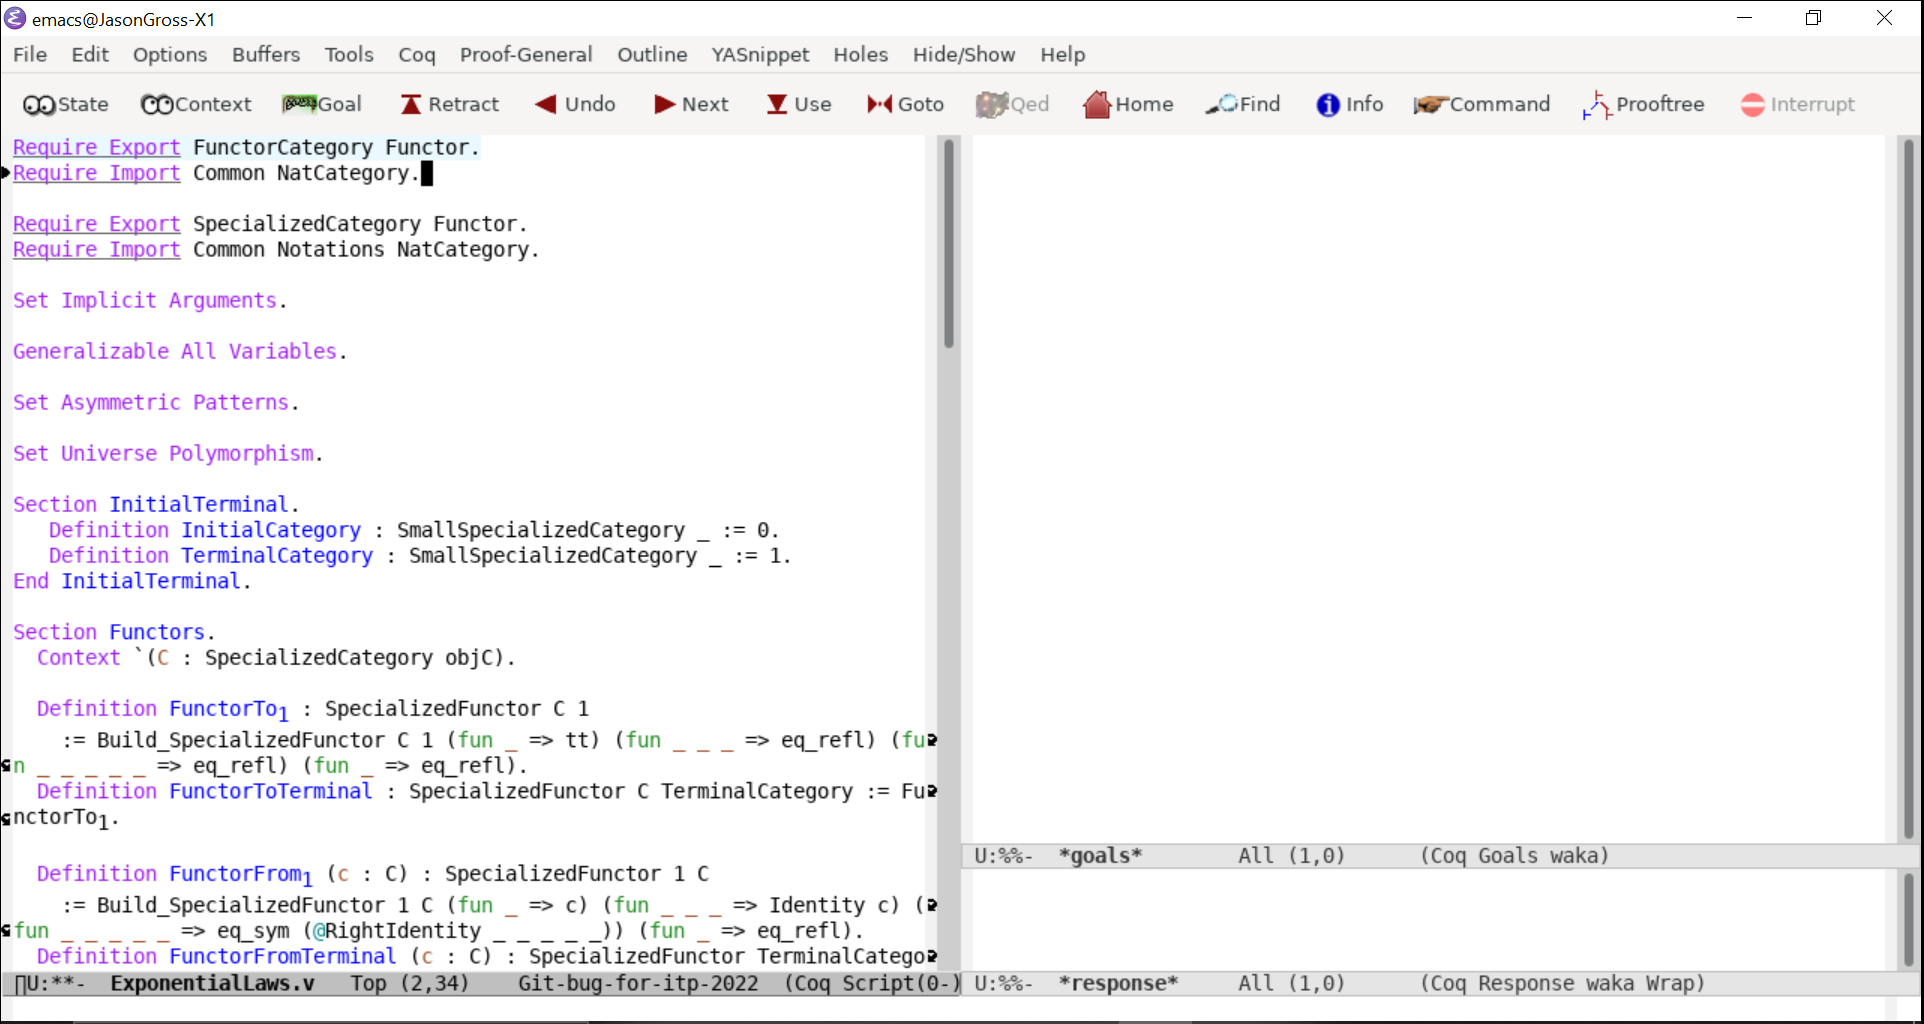 emacs@JasonGross-X1
File Edit Options Buffers Tools Coq Proof-General Outline YASnippet Holes Hide/Show Help
State Context Goal Retract Undo Next Use Goto Qed Home Find Info Command Prooftree Interrupt
Require Export FunctorCategory Functor.
Require Import Common NatCategory.
Require Export SpecializedCategory Functor.
Require Import Common Notations NatCategory.
Set Implicit Arguments.
Generalizable All Variables.
Set Asymmetric Patterns.
Set Universe Polymorphism.
Section InitialTerminal.
Definition InitialCategory : SmallSpecializedCategory _ := 0.
Definition TerminalCategory : SmallSpecializedCategory _ := 1.
End InitialTerminal.
Section Functors.
Context `(C : SpecializedCategory objC).
Definition FunctorTo₁ : SpecializedFunctor C 1
:= Build_SpecializedFunctor C 1 (fun _ => tt) (fun _ _ _ => eq_refl) (fu
n _ _ _ _ _ => eq_refl) (fun _ => eq_refl).
Definition FunctorToTerminal : SpecializedFunctor C TerminalCategory := Fu
nctorTo₁.
Definition FunctorFrom₁ (c : C) : SpecializedFunctor 1 C
:= Build_SpecializedFunctor 1 C (fun _ => c) (fun _ _ _ => Identity c) (
fun _ _ _ _ _ => eq_sym (@RightIdentity _ _ _ _ _)) (fun _ => eq_refl).
Definition FunctorFromTerminal (c : C) : SpecializedFunctor TerminalCatego
U:**- ExponentialLaws.v Top (2,34) Git-bug-for-itp-2022 (Coq Script(0-)
U:%%- *goals* All (1,0) (Coq Goals waka)
U:%%- *response* All (1,0) (Coq Response waka Wrap)